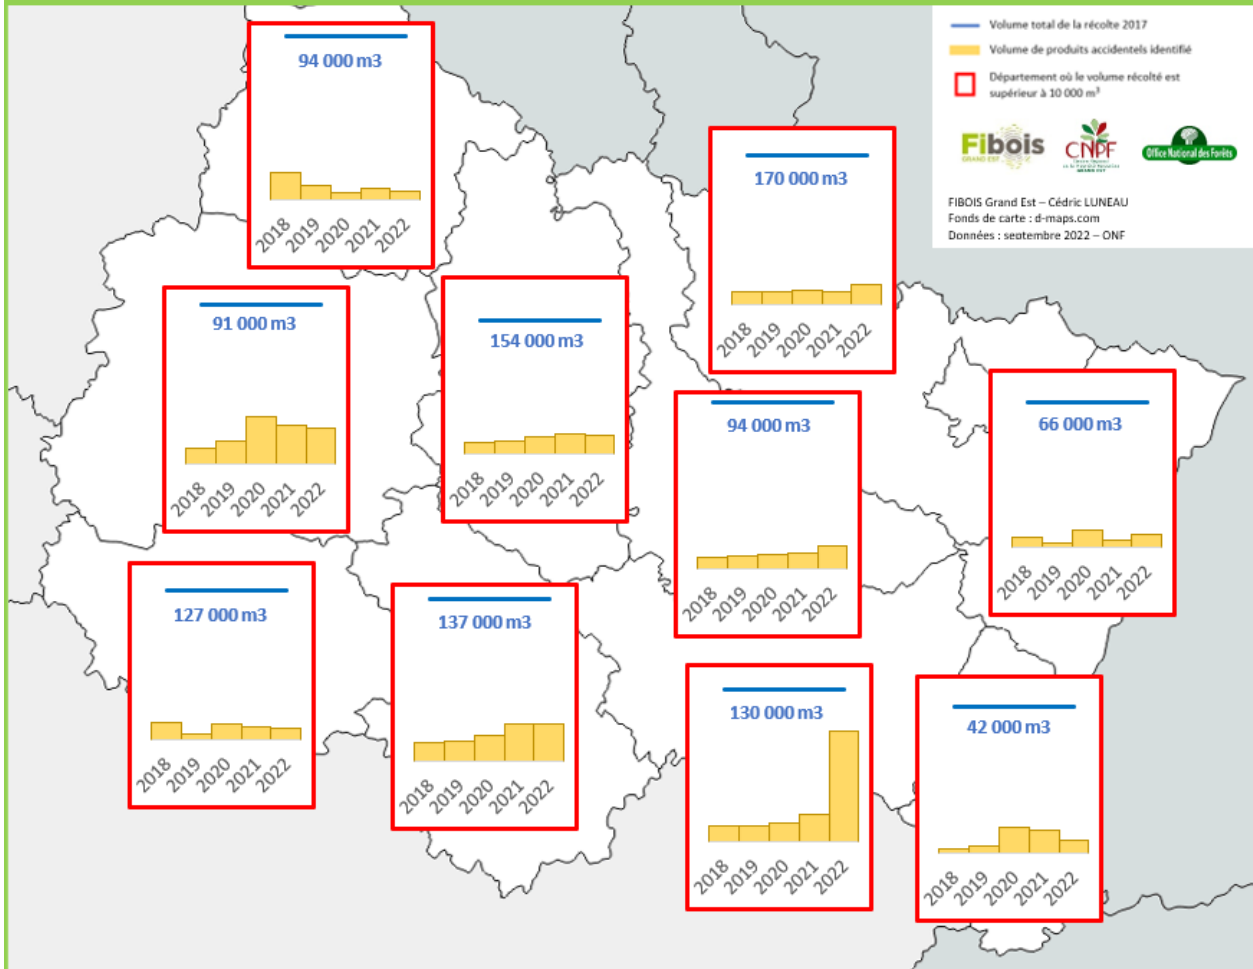 Volume total de la récolte 2017
Volume de produits accidentels identifié
Département où le volume récolté est
supérieur à 10 000 m³
Fibois
GRAND EST
CNPF
GRAND EST
Office National des Forêts
FIBOIS Grand Est – Cédric LUNEAU
Fonds de carte : d-maps.com
Données : septembre 2022 – ONF
94 000 m3
2018 2019 2020 2021 2022
170 000 m3
2018 2019 2020 2021 2022
91 000 m3
2018 2019 2020 2021 2022
154 000 m3
2018 2019 2020 2021 2022
94 000 m3
2018 2019 2020 2021 2022
66 000 m3
2018 2019 2020 2021 2022
127 000 m3
2018 2019 2020 2021 2022
137 000 m3
2018 2019 2020 2021 2022
130 000 m3
2018 2019 2020 2021 2022
42 000 m3
2018 2019 2020 2021 2022